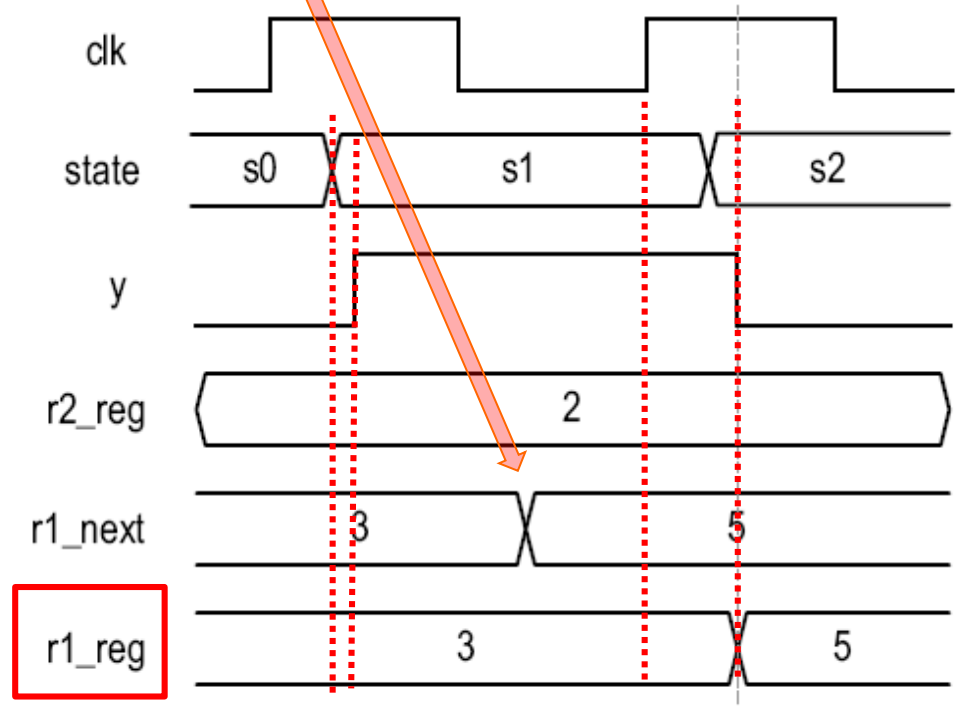 clk
state s0 s1 s2
y
r2_reg 2
r1_next 3 5
r1_reg 3 5